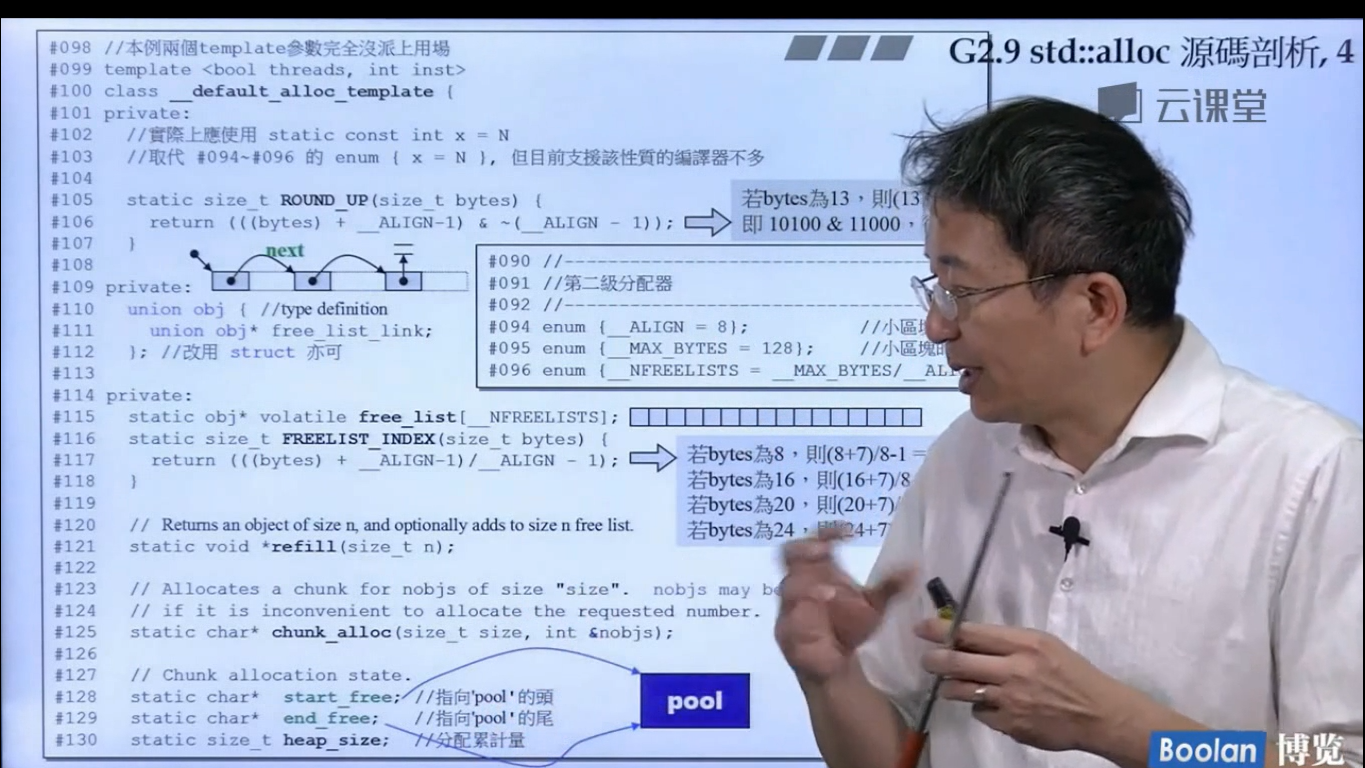 G2.9 std::alloc 源碼剖析, 4
云课堂
#098 //本例兩個template參數完全沒派上用場
#099 template <bool threads, int inst>
#100 class __default_alloc_template {
#101 private:
#102 //實際上應使用 static const int x = N
#103 //取代 #094~#096 的 enum { x = N }, 但目前支援該性質的編譯器不多
#104
#105 static size_t ROUND_UP(size_t bytes) {
#106 return (((bytes) + __ALIGN-1) & ~(__ALIGN - 1));
#107 }
若bytes為13，則(13
即 10100 & 11000，
#108
next
#109 private:
#110 union obj { //type definition
#111 union obj* free_list_link;
#112 }; //改用 struct 亦可
#113
#090 //----------------------------------
#091 //第二級分配器
#092 //----------------------------------
#094 enum {__ALIGN = 8}; //小區塊
#095 enum {__MAX_BYTES = 128}; //小區塊的
#096 enum {__NFREELISTS = __MAX_BYTES/__ALI
#114 private:
#115 static obj* volatile free_list[__NFREELISTS];
#116 static size_t FREELIST_INDEX(size_t bytes) {
#117 return (((bytes) + __ALIGN-1)/__ALIGN - 1);
#118 }
若bytes為8，則(8+7)/8-1 =
若bytes為16，則(16+7)/8
若bytes為20，則(20+7)/
若bytes為24，則(24+7)
#119
#120 // Returns an object of size n, and optionally adds to size n free list.
#121 static void *refill(size_t n);
#122
#123 // Allocates a chunk for nobjs of size "size". nobjs may be
#124 // if it is inconvenient to allocate the requested number.
#125 static char* chunk_alloc(size_t size, int &nobjs);
#126
#127 // Chunk allocation state.
#128 static char* start_free; //指向'pool'的頭
#129 static char* end_free; //指向'pool'的尾
#130 static size_t heap_size; //分配累計量
pool
Boolan 博览